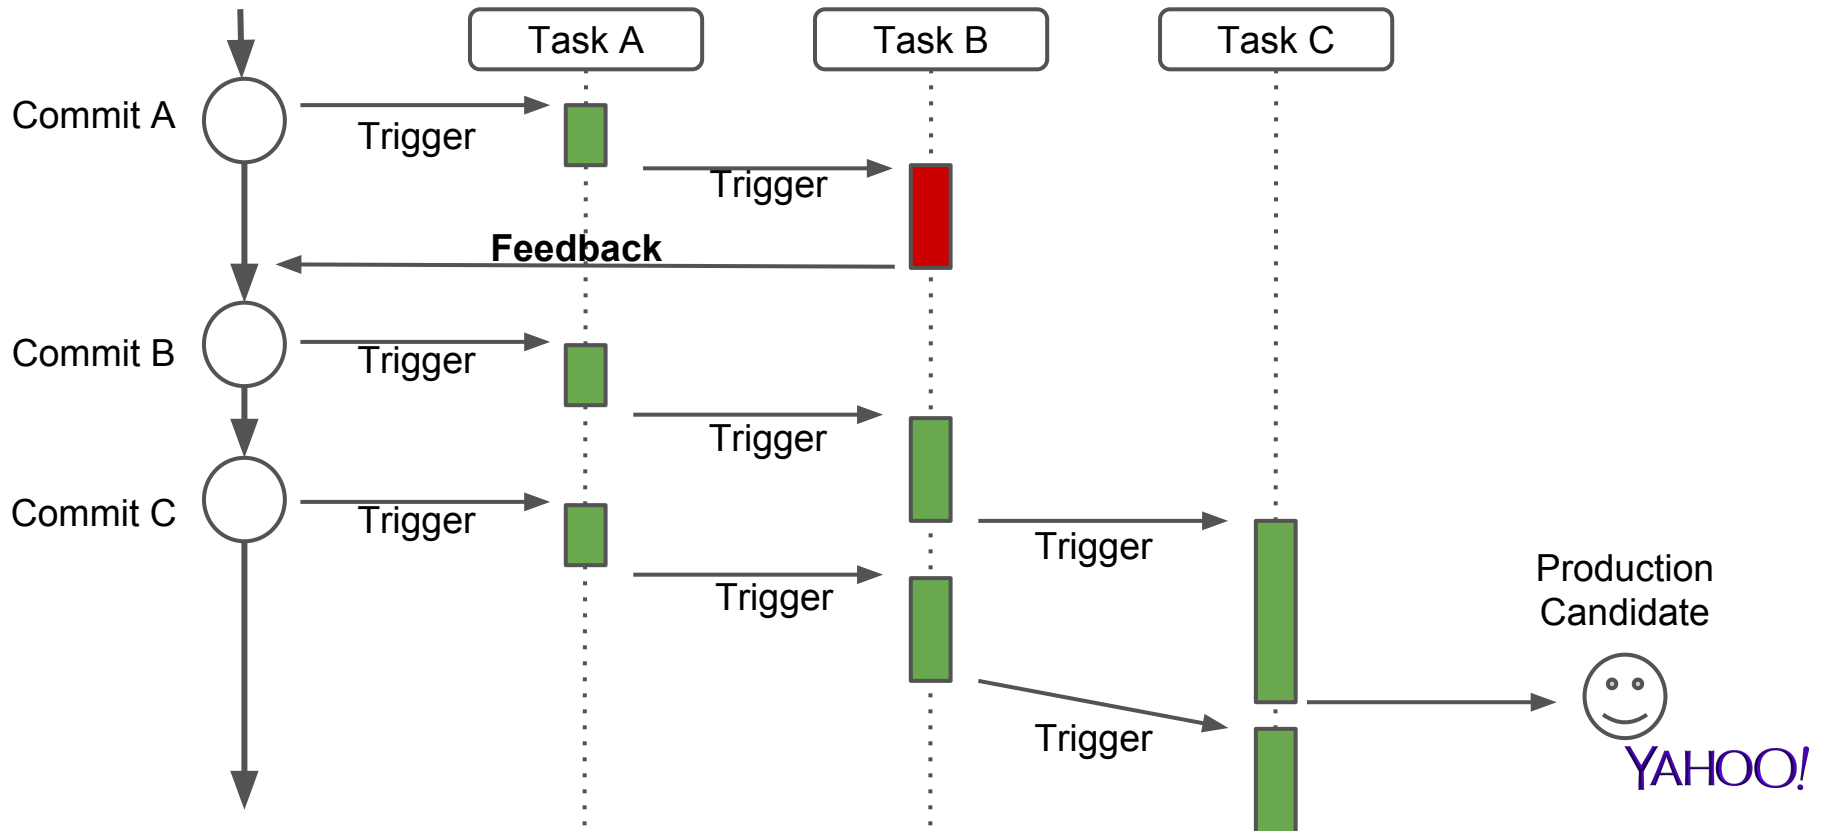 Task A
Task B
Task C
Commit A
Trigger
Trigger
Feedback
Commit B
Trigger
Trigger
Commit C
Trigger
Trigger
Trigger
Production
Candidate
Trigger
YAHOO!